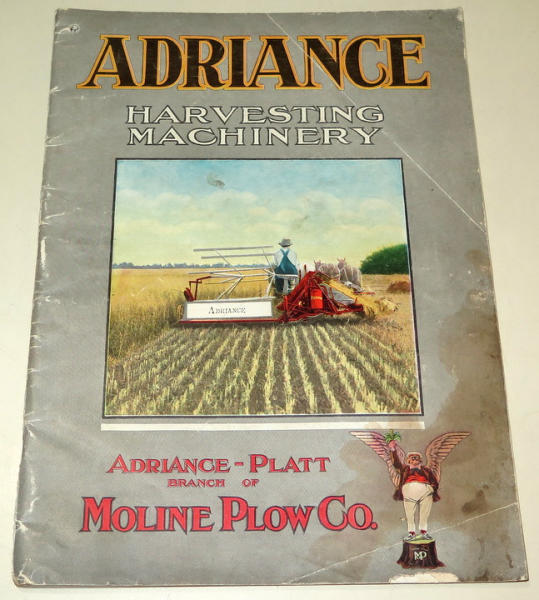 ADRIANCE
HARVESTING
MACHINERY
ADRIANCE
ADRIANCE-PLATT
BRANCH OF
MOLINE PLOW CO.
MP